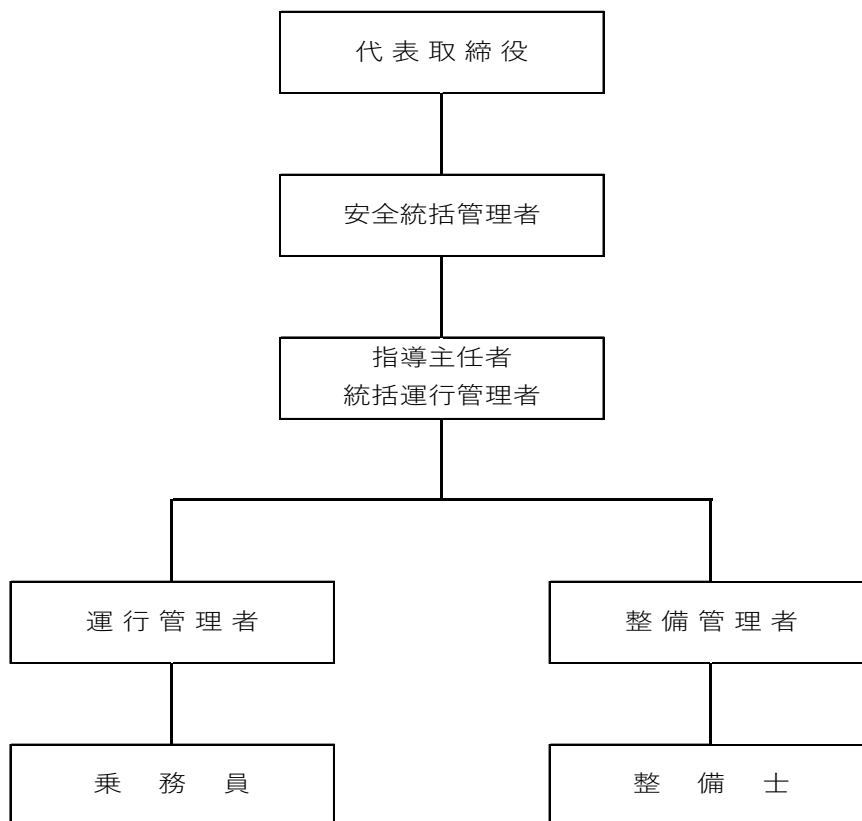 代表取締役
安全統括管理者
指導主任者
統括運行管理者
運行管理者
整備管理者
乗務員
整備士